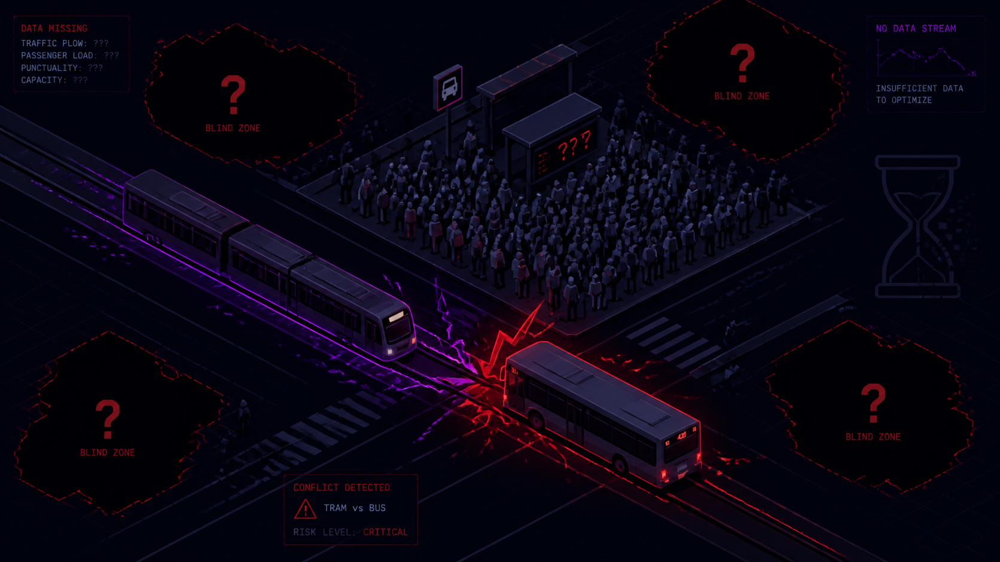 DATA MISSING
TRAFFIC PLOW: ???
PASSENGER LOAD: ???
PUNCTUALITY: ???
CAPACITY: ???
?
BLIND ZONE
?
BLIND ZONE
NO DATA STREAM
INSUFFICIENT DATA
TO OPTIMIZE
???
?
BLIND ZONE
?
BLIND ZONE
CONFLICT DETECTED
!
TRAM vs BUS
RISK LEVEL: CRITICAL